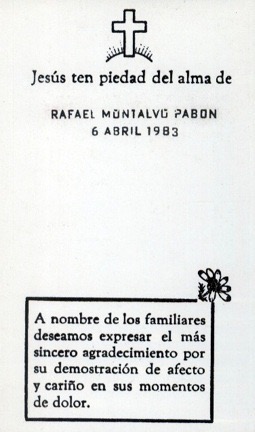 Jesús ten piedad del alma de
RAFAEL MONTALVO PABON
6 ABRIL 1983
A nombre de los familiares
deseamos expresar el más
sincero agradecimiento por
su demostración de afecto
y cariño en sus momentos
de dolor.